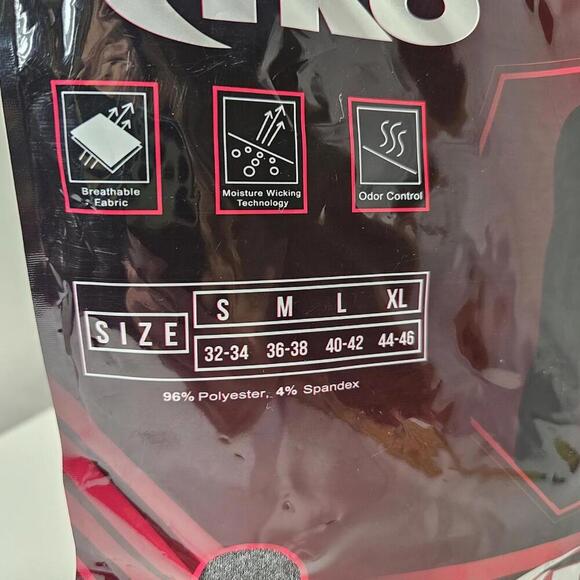 TKO
Breathable
Fabric
Moisture Wicking
Technology
Odor Control
SIZE
S M L XL
32-34 36-38 40-42 44-46
96% Polyester, 4% Spandex